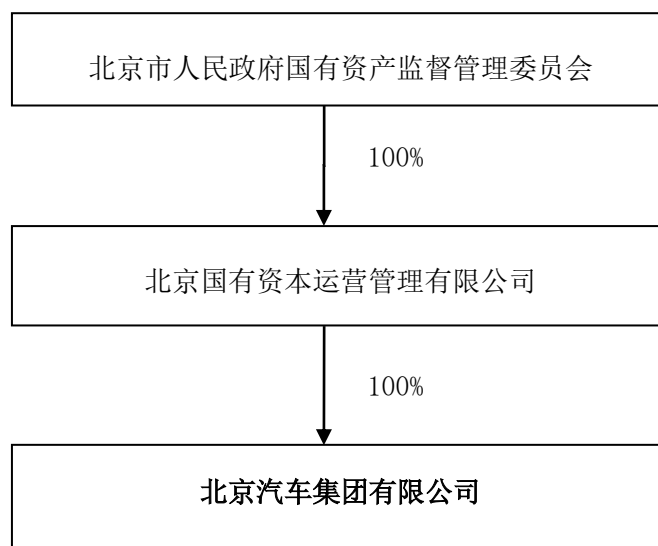 北京市人民政府国有资产监督管理委员会
100%
北京国有资本运营管理有限公司
100%
北京汽车集团有限公司